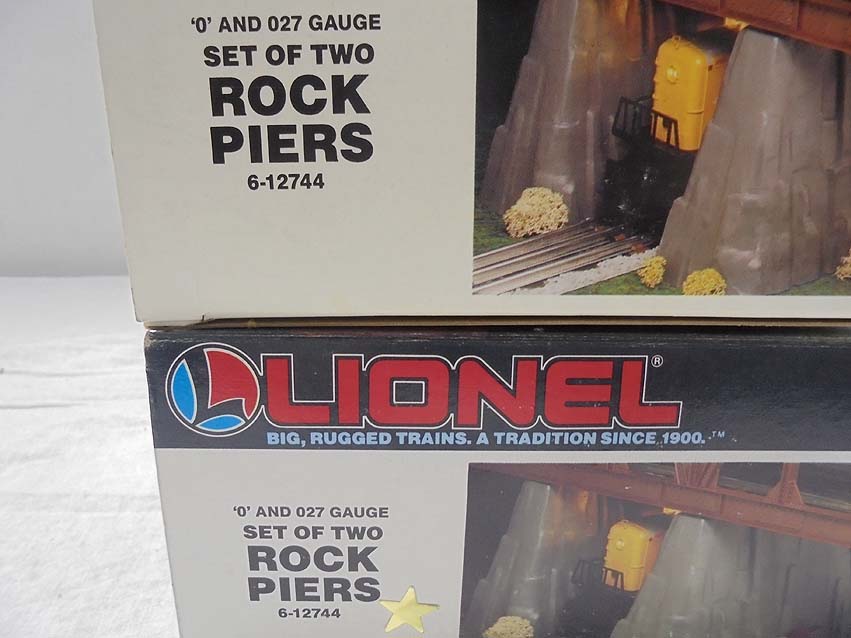 '0' AND 027 GAUGE
SET OF TWO
ROCK
PIERS
6-12744
LIONEL®
BIG, RUGGED TRAINS. A TRADITION SINCE 1900.™
'0' AND 027 GAUGE
SET OF TWO
ROCK
PIERS
6-12744